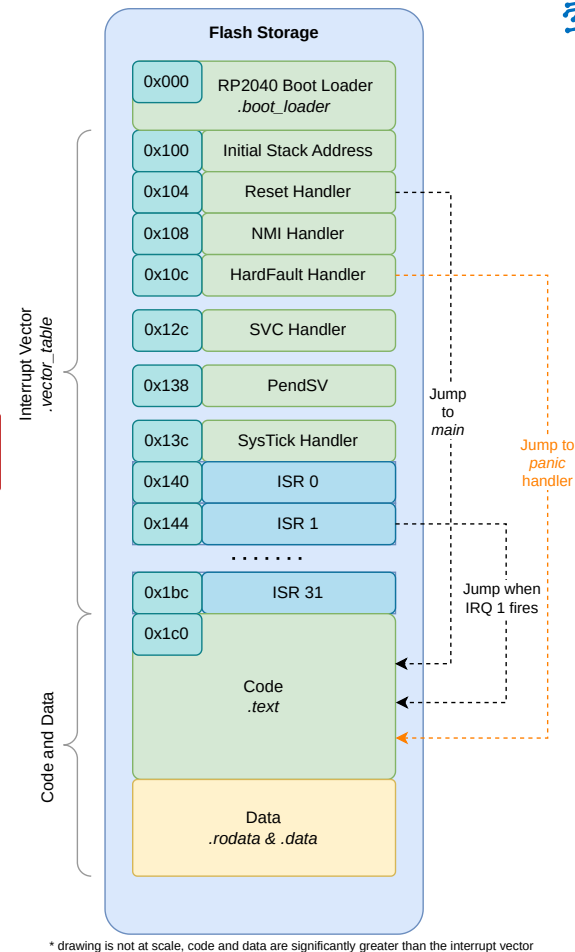 Flash Storage
0x000
RP2040 Boot Loader
.boot_loader
0x100 Initial Stack Address
0x104 Reset Handler
0x108 NMI Handler
0x10c HardFault Handler
0x12c SVC Handler
0x138 PendSV
0x13c SysTick Handler
0x140 ISR 0
0x144 ISR 1
. . . . . . .
0x1bc ISR 31
0x1c0
Code
.text
Data
.rodata & .data
Interrupt Vector
.vector_table
Code and Data
Jump
to
main
Jump to
panic
handler
Jump when
IRQ 1 fires
* drawing is not at scale, code and data are significantly greater than the interrupt vector